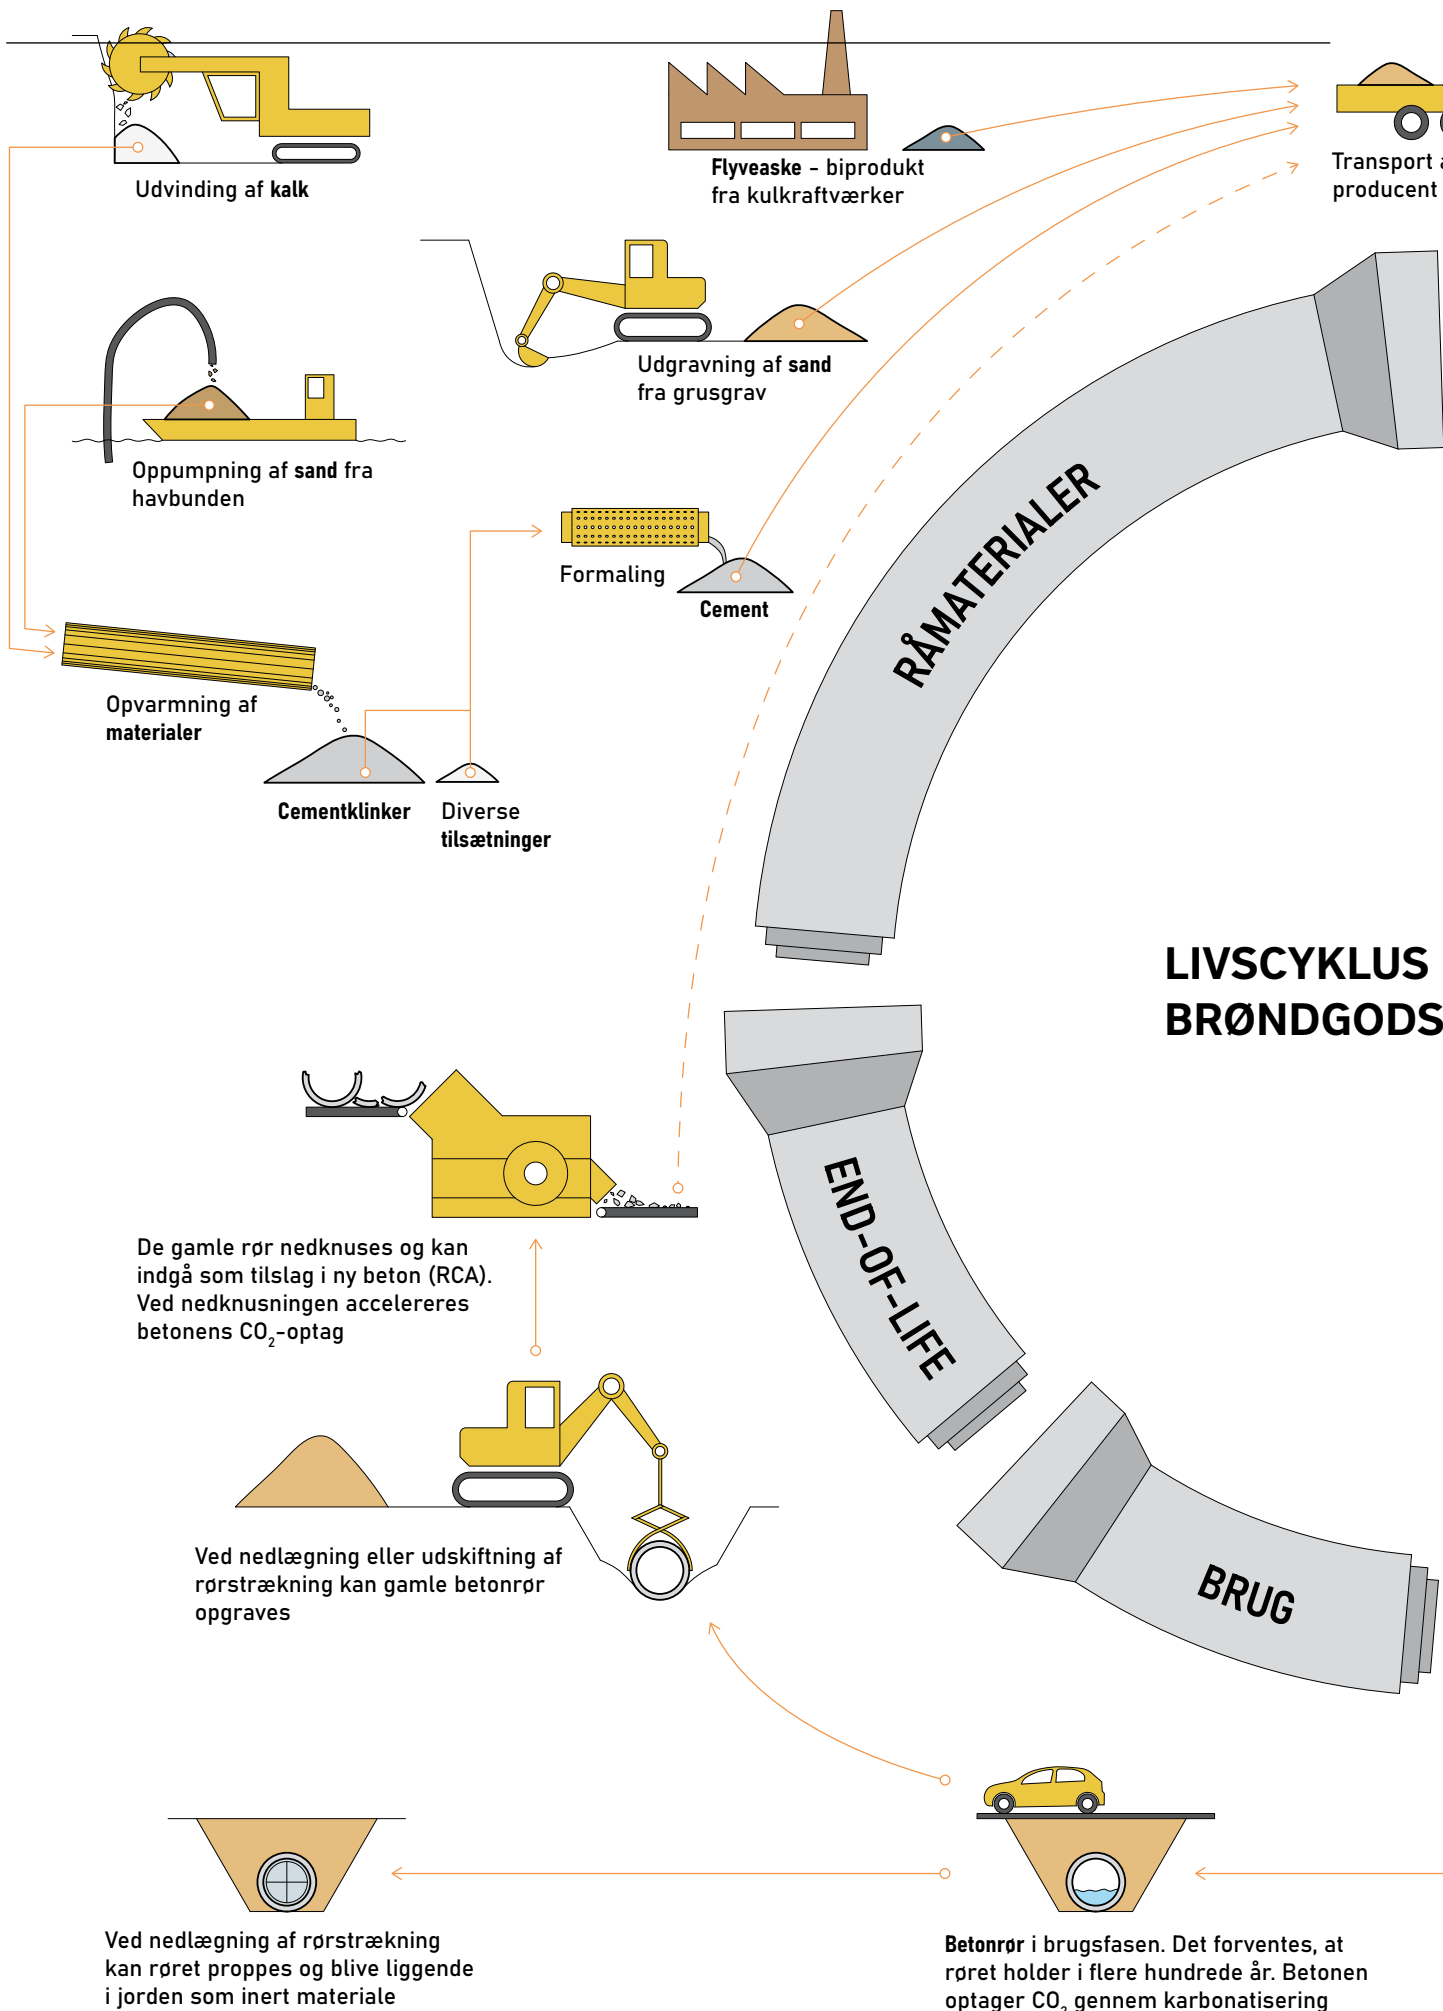 Udvinding af kalk
Flyveaske - biprodukt
fra kulkraftværker
Transport a
producent
Udgravning af sand
fra grusgrav
Oppumpning af sand fra
havbunden
Formaling
Cement
Opvarmning af
materialer
Cementklinker
Diverse
tilsætninger
RÅMATERIALER
LIVSCYKLUS
BRØNDGODS
END-OF-LIFE
BRUG
De gamle rør nedknuses og kan
indgå som tilslag i ny beton (RCA).
Ved nedknusningen accelereres
betonens CO₂-optag
Ved nedlægning eller udskiftning af
rørstrækning kan gamle betonrør
opgraves
Ved nedlægning af rørstrækning
kan røret proppes og blive liggende
i jorden som inert materiale
Betonrør i brugsfasen. Det forventes, at
røret holder i flere hundrede år. Betonen
optager CO₂ gennem karbonatisering